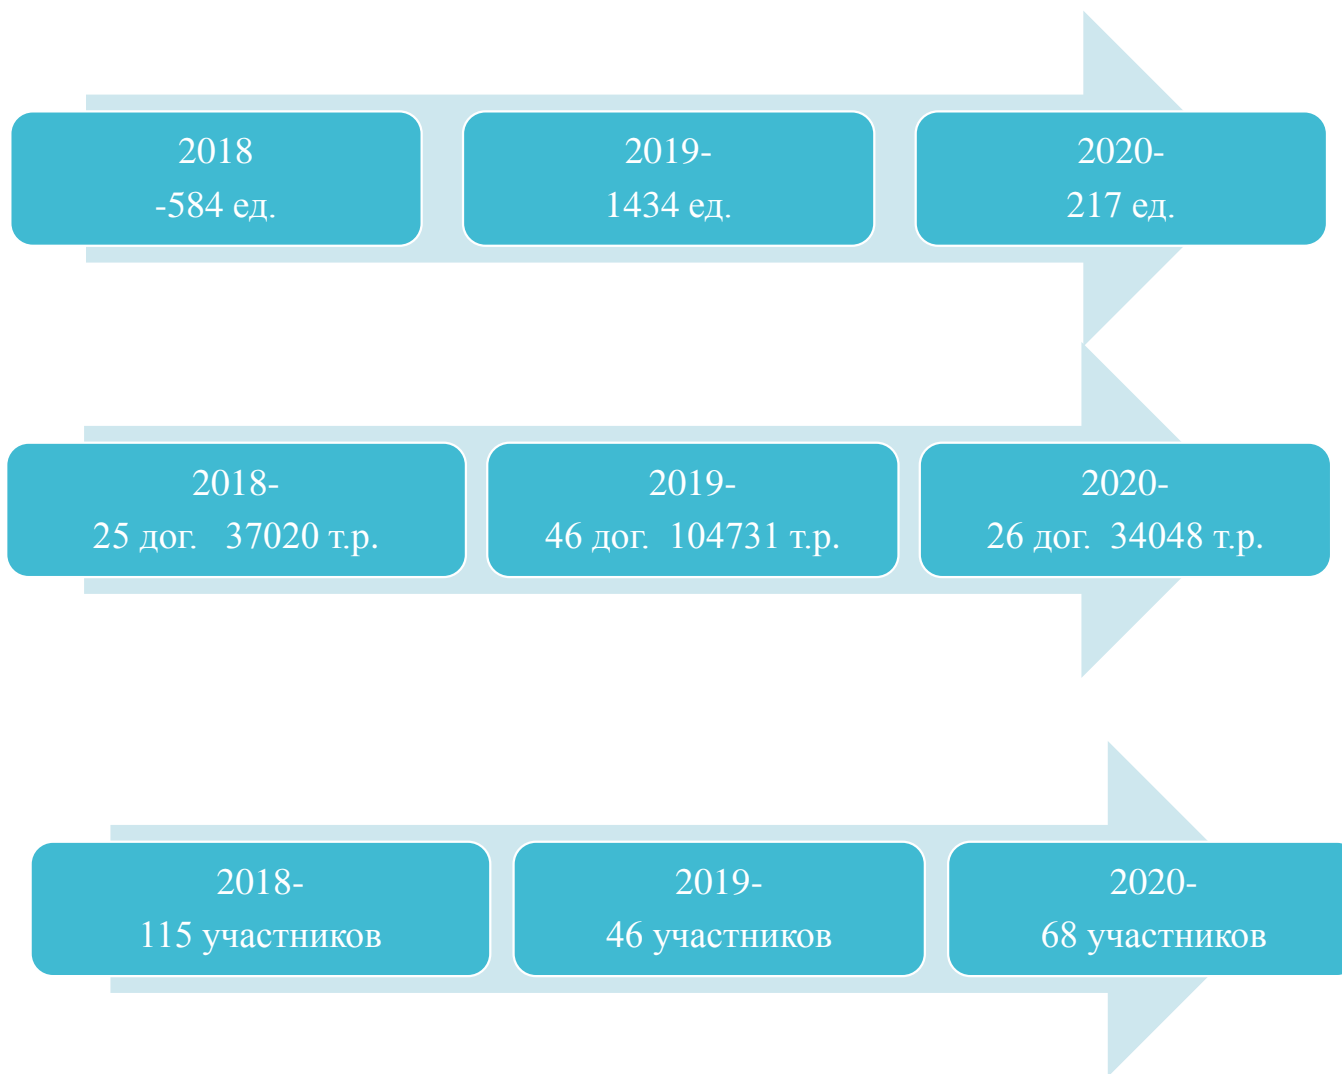 2018
-584 ед.
2019-
1434 ед.
2020-
217 ед.
2018-
25 дог.   37020 т.р.
2019-
46 дог.  104731 т.р.
2020-
26 дог.  34048 т.р.
2018-
115 участников
2019-
46 участников
2020-
68 участников